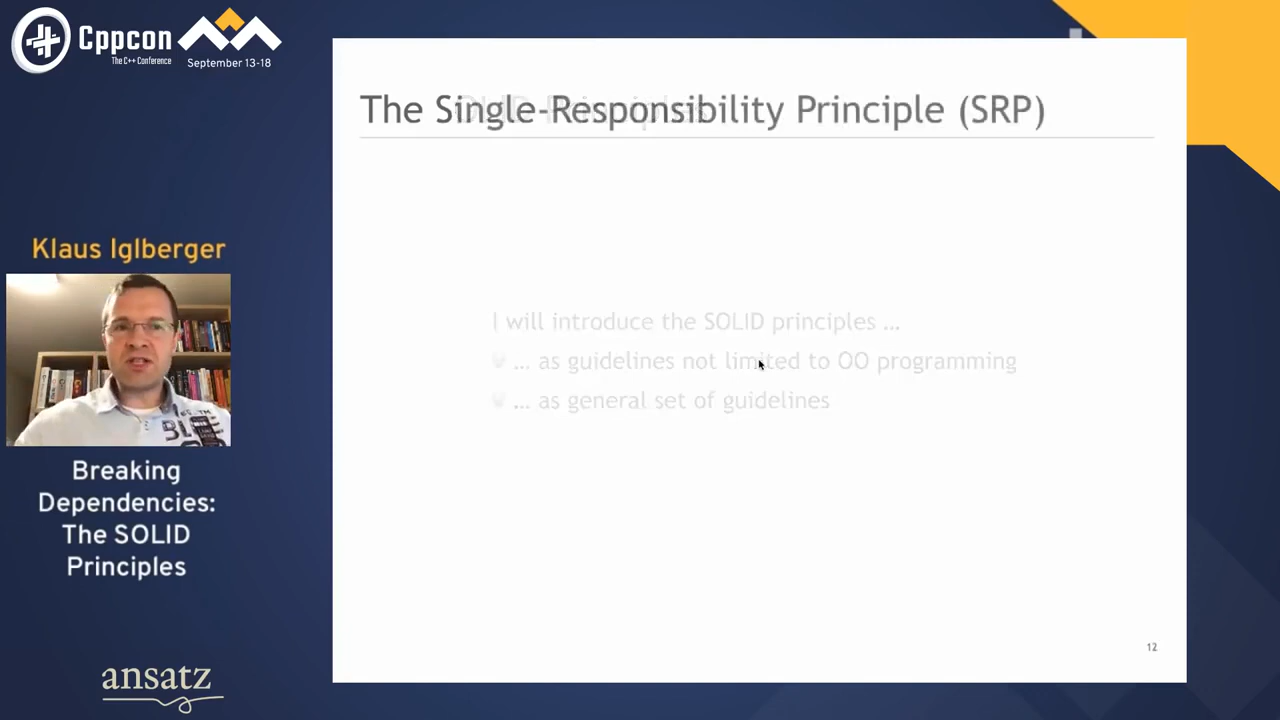 Cppcon
The C++ Conference
September 13-18
Klaus Iglberger
Breaking
Dependencies:
The SOLID
Principles
ansatz
The Single-Responsibility Principle (SRP)
I will introduce the SOLID principles ...
... as guidelines not limited to OO programming
... as general set of guidelines
12